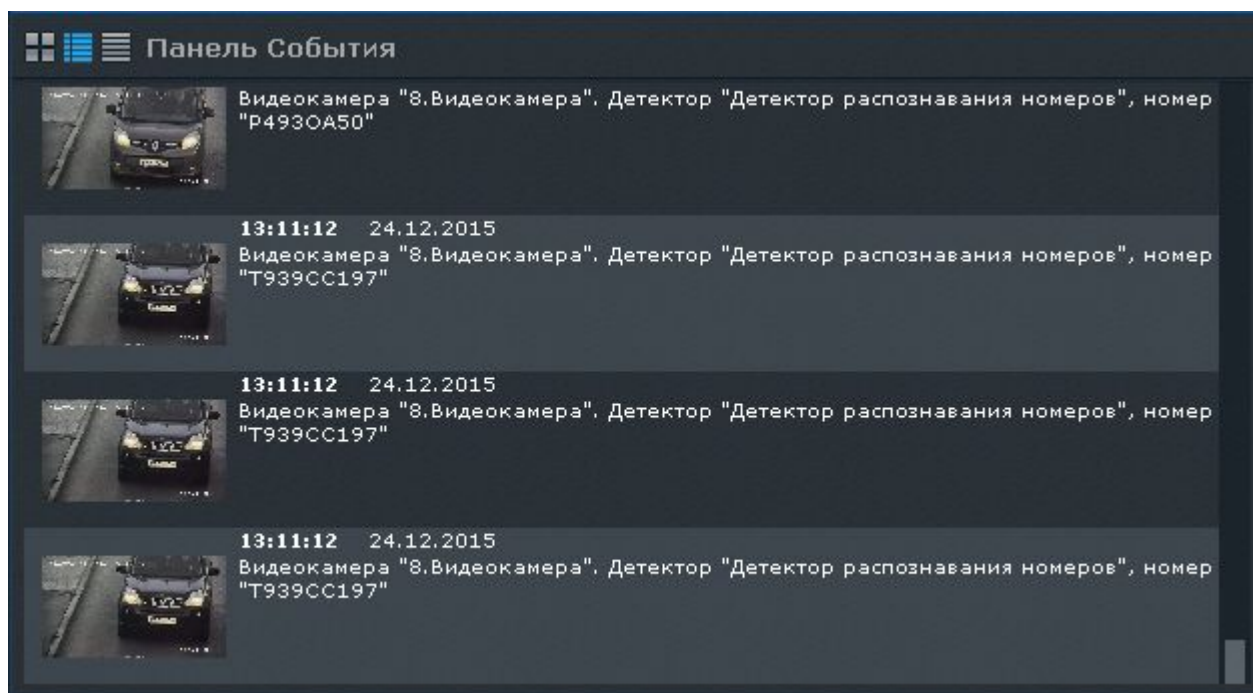 Панель События
Видеокамера "8.Видеокамера". Детектор "Детектор распознавания номеров", номер
"Р493ОА50"
13:11:12 24.12.2015
Видеокамера "8.Видеокамера". Детектор "Детектор распознавания номеров", номер
"Т939СС197"
13:11:12 24.12.2015
Видеокамера "8.Видеокамера". Детектор "Детектор распознавания номеров", номер
"Т939СС197"
13:11:12 24.12.2015
Видеокамера "8.Видеокамера". Детектор "Детектор распознавания номеров", номер
"Т939СС197"